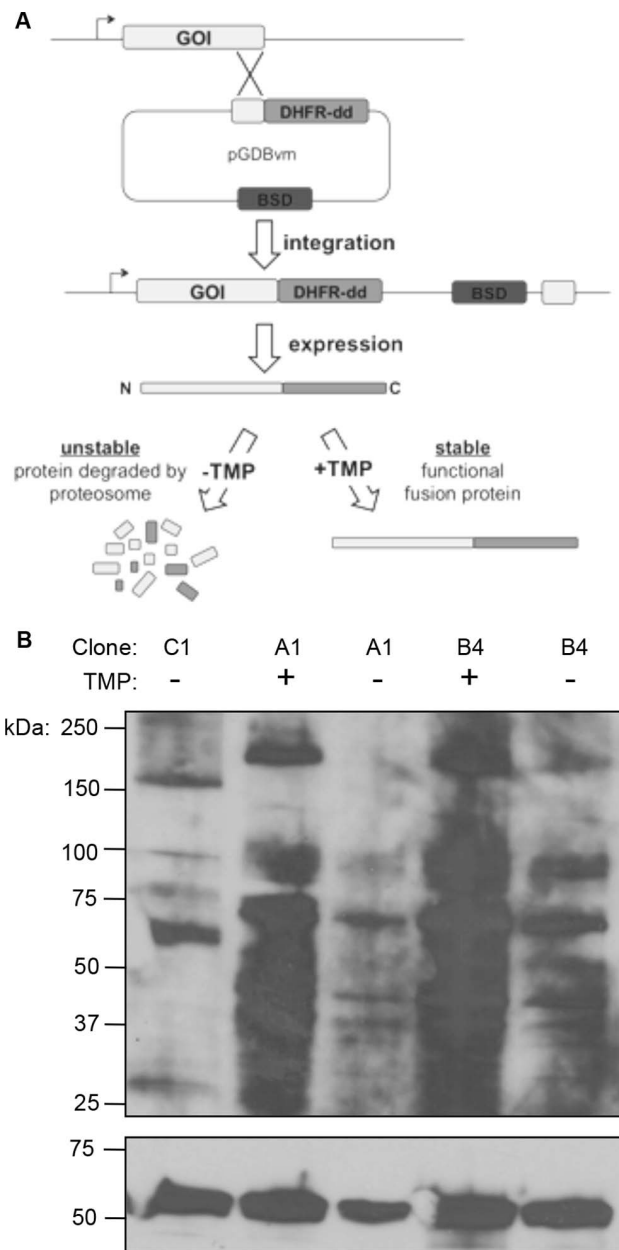 A
GOI
DHFR-dd
pGDBvm
BSD
integration
GOI DHFR-dd BSD
expression
N C
unstable
protein degraded by
proteosome
-TMP
+TMP
stable
functional
fusion protein
B
Clone: C1 A1 A1 B4 B4
TMP: - + - + -
kDa: 250
150
100
75
50
37
25
75
50